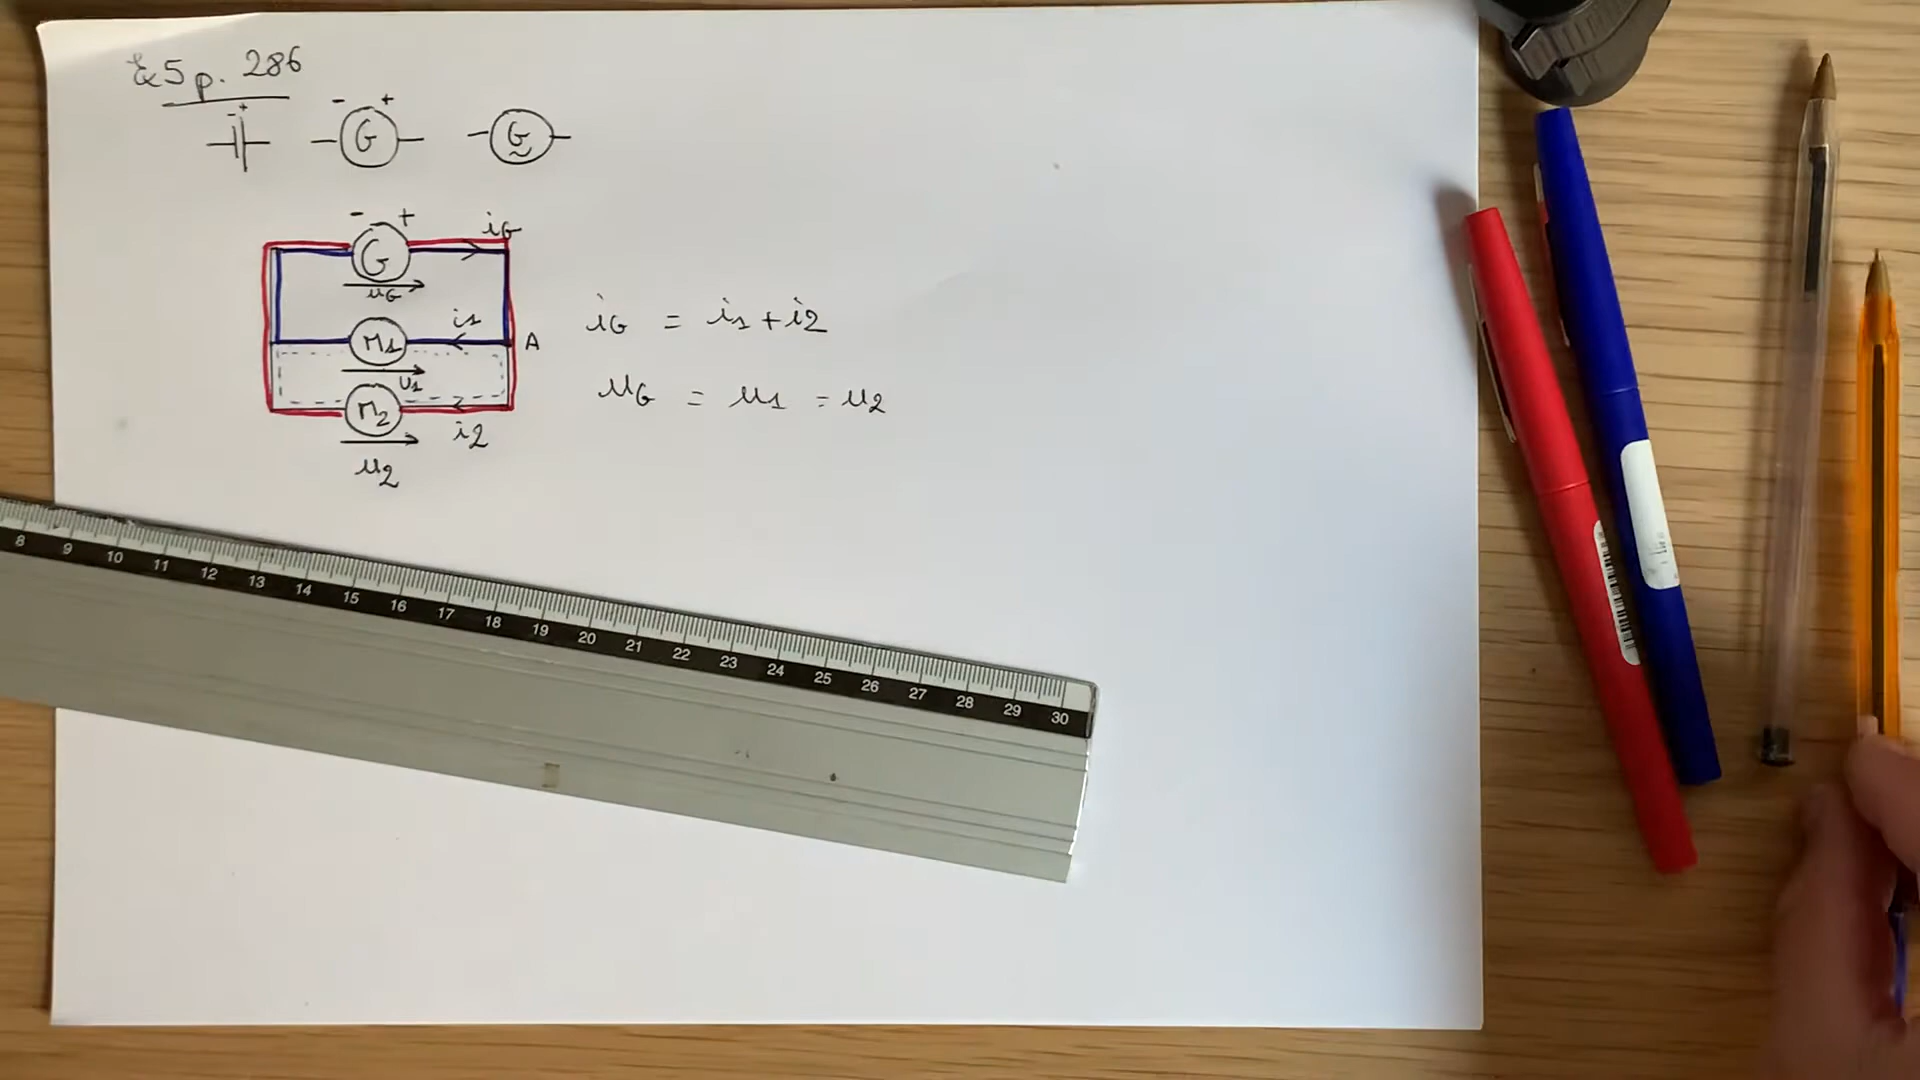 Ex 5 p. 286
- +
- +
G
G
~
- +
iG
G
uG
i1
M1
A
U1
M2
i2
u2
iG = i1 + i2
uG = u1 = u2
8 9 10 11 12 13 14 15 16 17 18 19 20 21 22 23 24 25 26 27 28 29 30